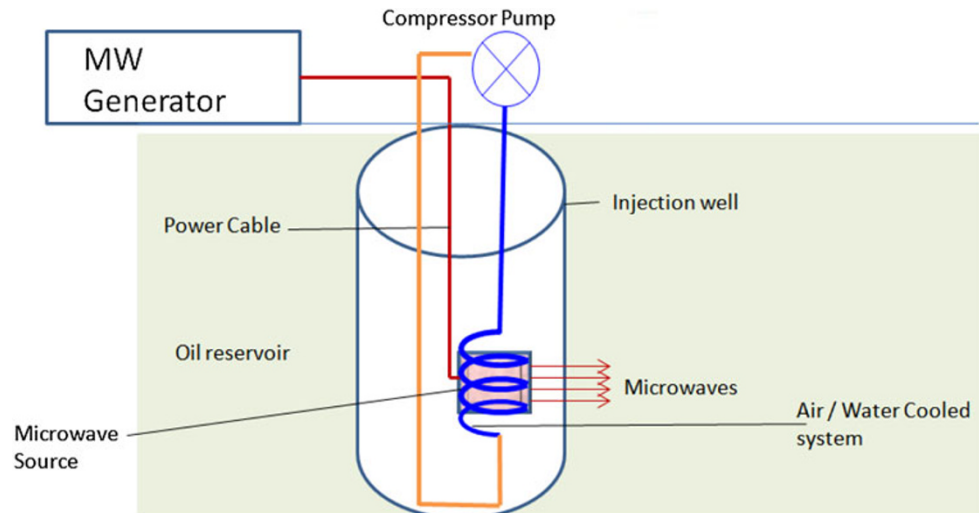 Compressor Pump
MW
Generator
Injection well
Power Cable
Oil reservoir
Microwaves
Air / Water Cooled
system
Microwave
Source